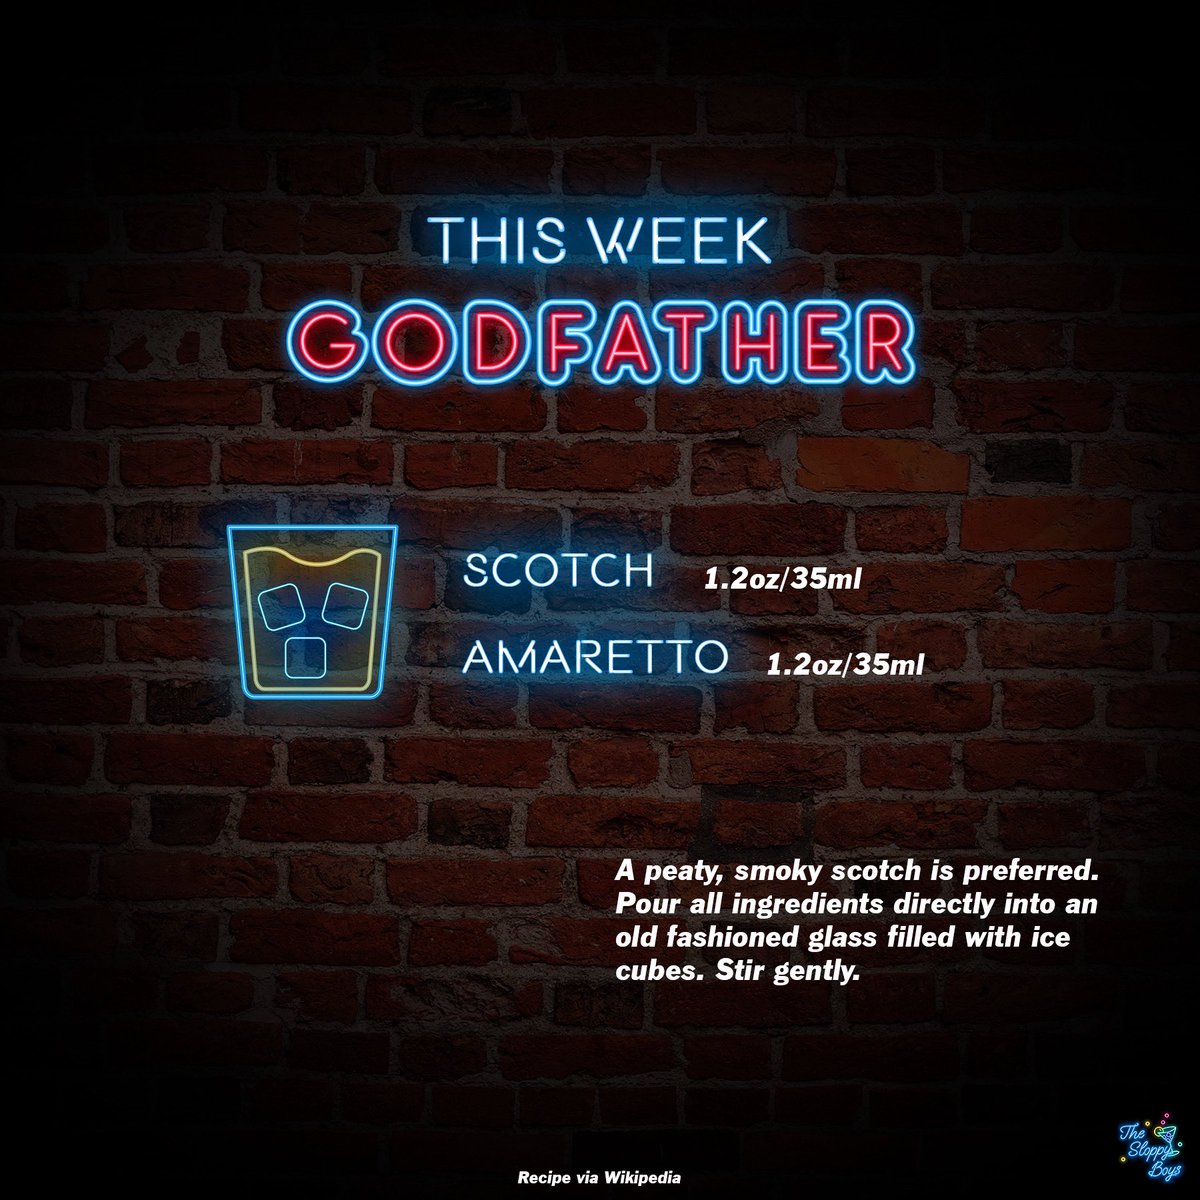 THIS WEEK
GODFATHER
SCOTCH 1.2oz/35ml
AMARETTO 1.2oz/35ml
A peaty, smoky scotch is preferred.
Pour all ingredients directly into an
old fashioned glass filled with ice
cubes. Stir gently.
The
Sloppy
Boys
Recipe via Wikipedia